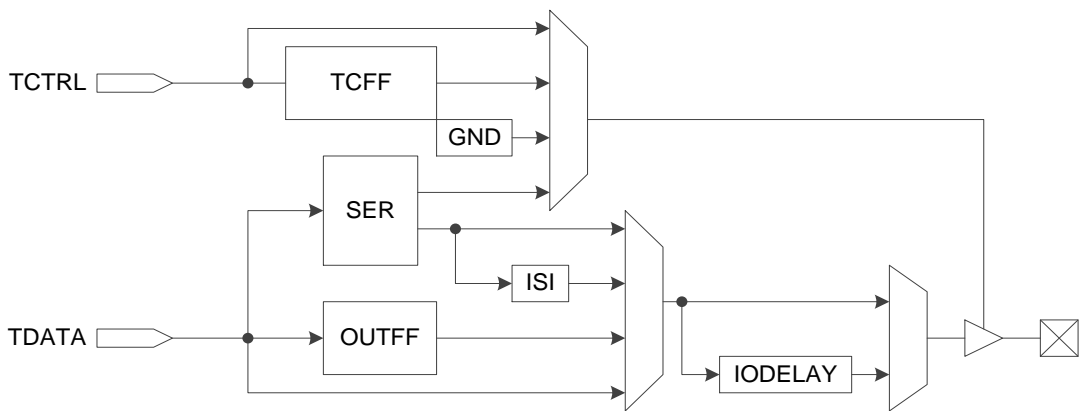 TCTRL
TCFF
GND
SER
ISI
TDATA
OUTFF
IODELAY